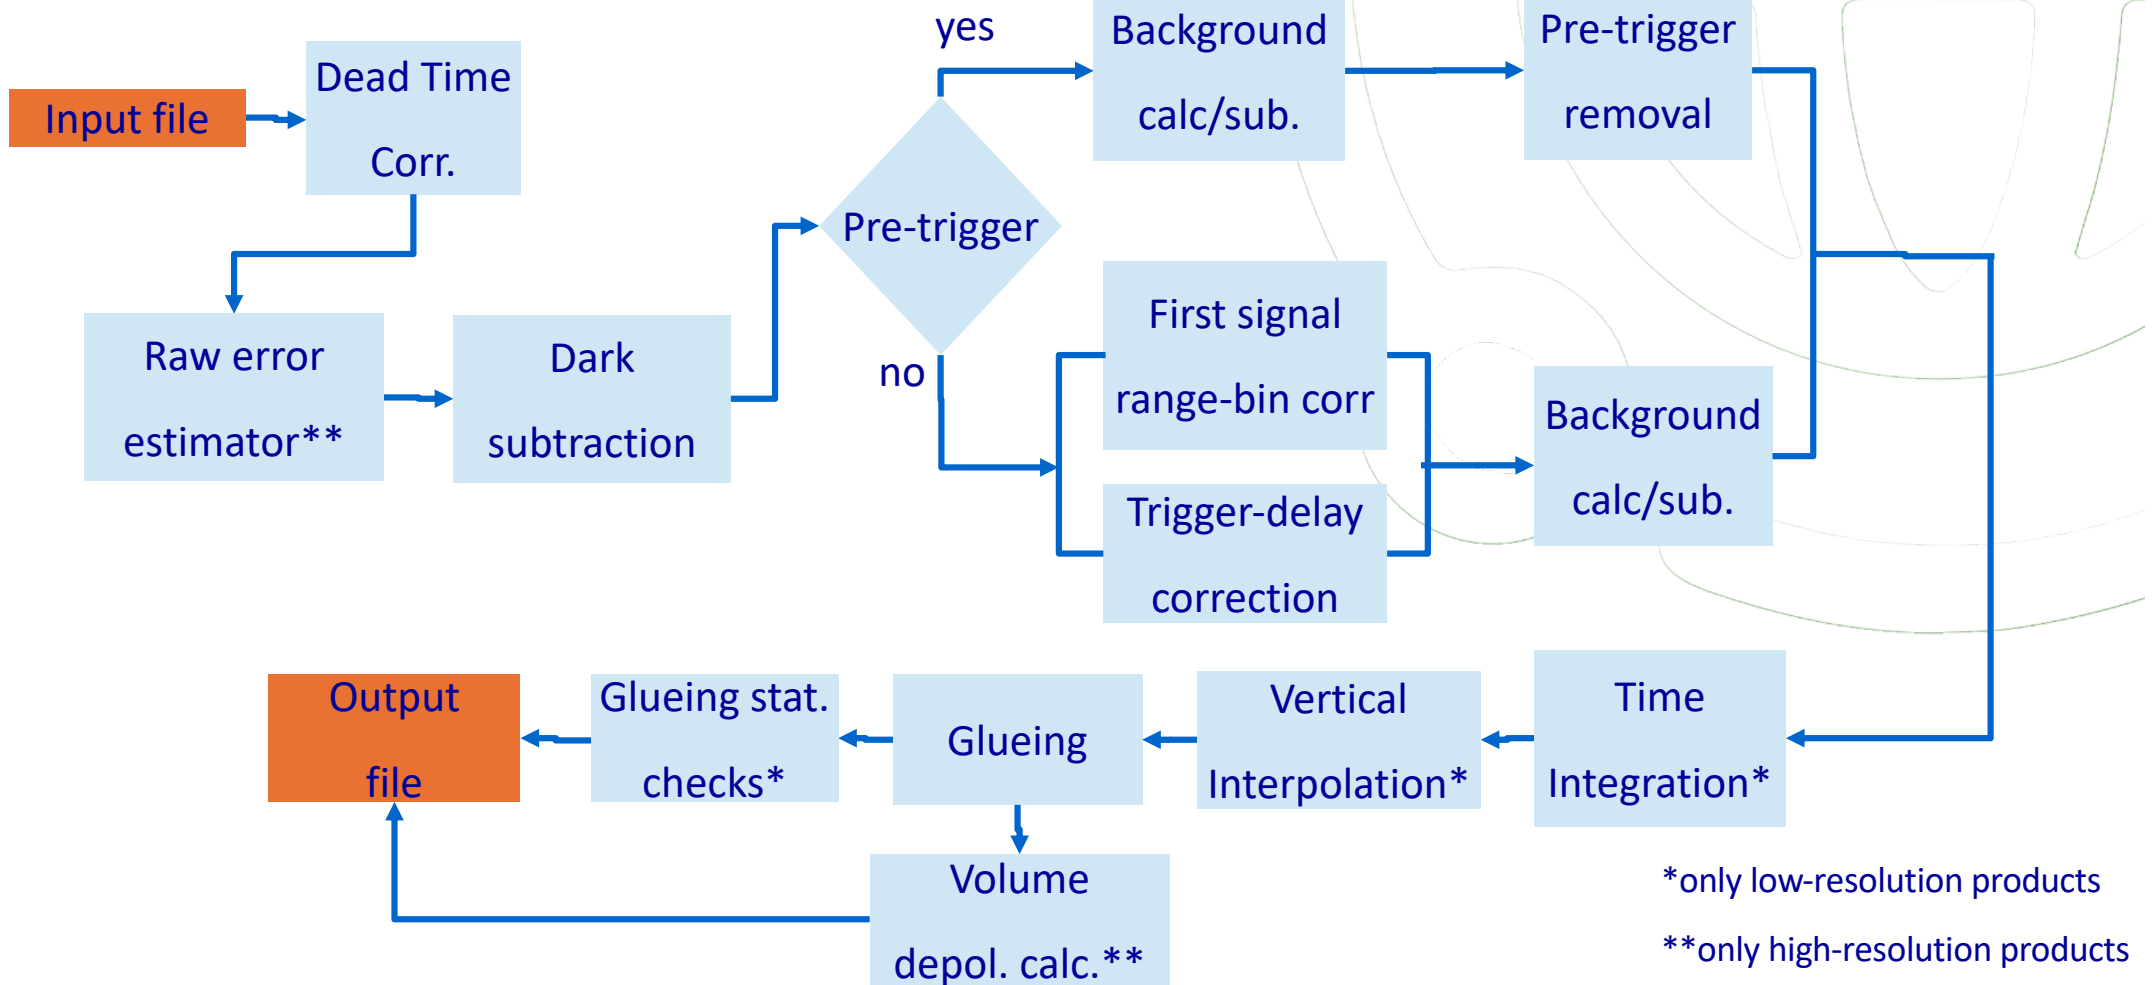 Input file
Dead Time
Corr.
Raw error
estimator**
Dark
subtraction
Pre-trigger
yes
Background
calc/sub.
Pre-trigger
removal
no
First signal
range-bin corr
Trigger-delay
correction
Background
calc/sub.
Time
Integration*
Vertical
Interpolation*
Glueing
Glueing stat.
checks*
Output
file
Volume
depol. calc.**
*only low-resolution products
**only high-resolution products